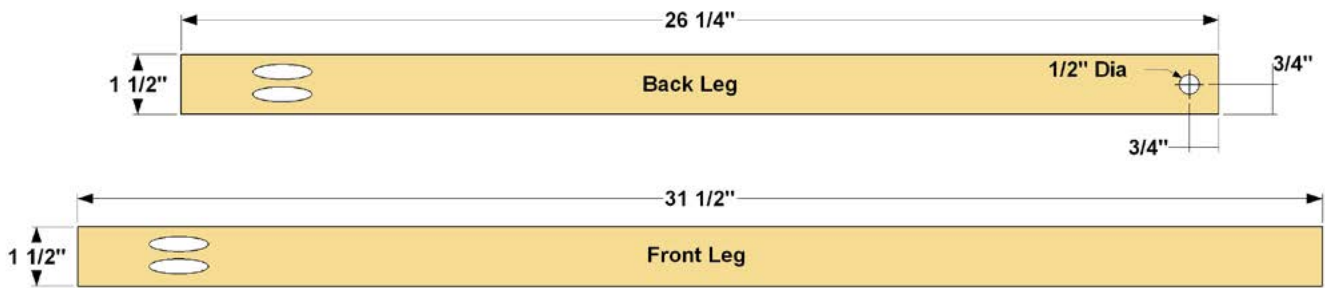 26 1/4"
1 1/2"
Back Leg
1/2" Dia
3/4"
3/4"
31 1/2"
1 1/2"
Front Leg